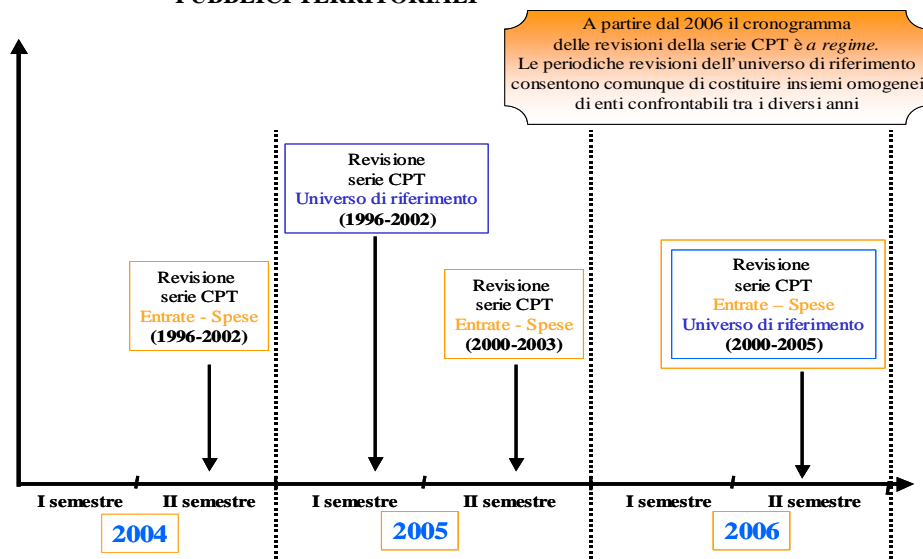 PUBBLICI TERRITORIALI
A partire dal 2006 il cronogramma
delle revisioni della serie CPT è a regime.
Le periodiche revisioni dell'universo di riferimento
consentono comunque di costituire insiemi omogenei
di enti confrontabili tra i diversi anni
Revisione
serie CPT
Universo di riferimento
(1996-2002)
Revisione
serie CPT
Entrate - Spese
(1996-2002)
Revisione
serie CPT
Entrate - Spese
(2000-2003)
Revisione
serie CPT
Entrate – Spese
Universo di riferimento
(2000-2005)
I semestre II semestre I semestre II semestre I semestre II semestre
2004 2005 2006